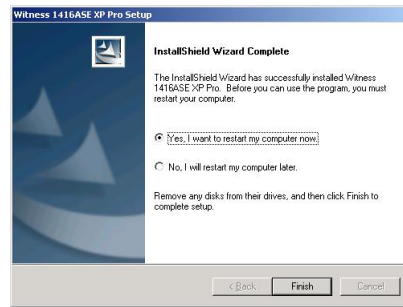 Witness 1416ASE XP Pro Setup
InstallShield Wizard Complete
The InstallShield Wizard has successfully installed Witness
1416ASE XP Pro. Before you can use the program, you must
restart your computer.
Yes, I want to restart my computer now.
No, I will restart my computer later.
Remove any disks from their drives, and then click Finish to
complete setup.
< Back
Finish
Cancel